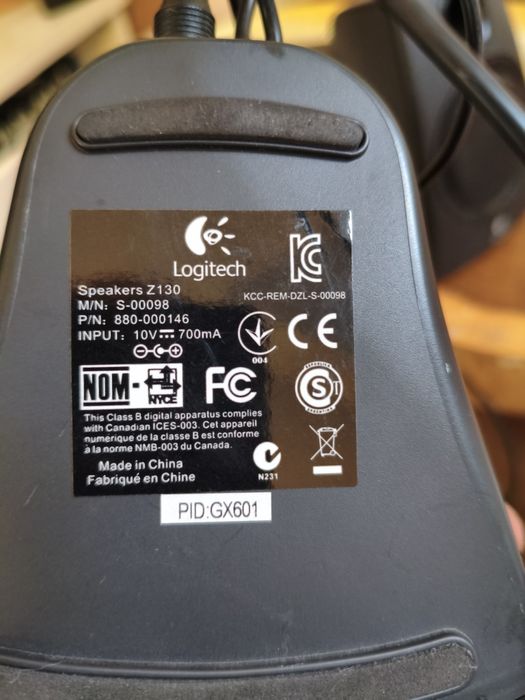 Logitech
Speakers Z130
M/N: S-00098
P/N: 880-000146
INPUT: 10V⎓700mA
KCC-REM-DZL-S-00098
004
CE
NOM-
NYCE
FC
S T
This Class B digital apparatus complies
with Canadian ICES-003. Cet appareil
numerique de la classe B est conforme
à la norme NMB-003 du Canada.
Made in China
Fabriqué en Chine
N231
PID:GX601